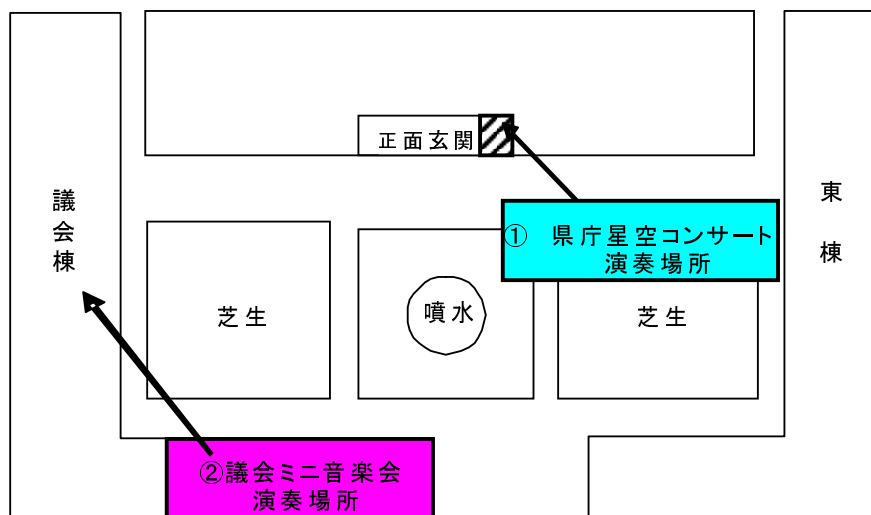 正面玄関
議会棟
東棟
① 県庁星空コンサート
演奏場所
芝生
噴水
芝生
②議会ミニ音楽会
演奏場所